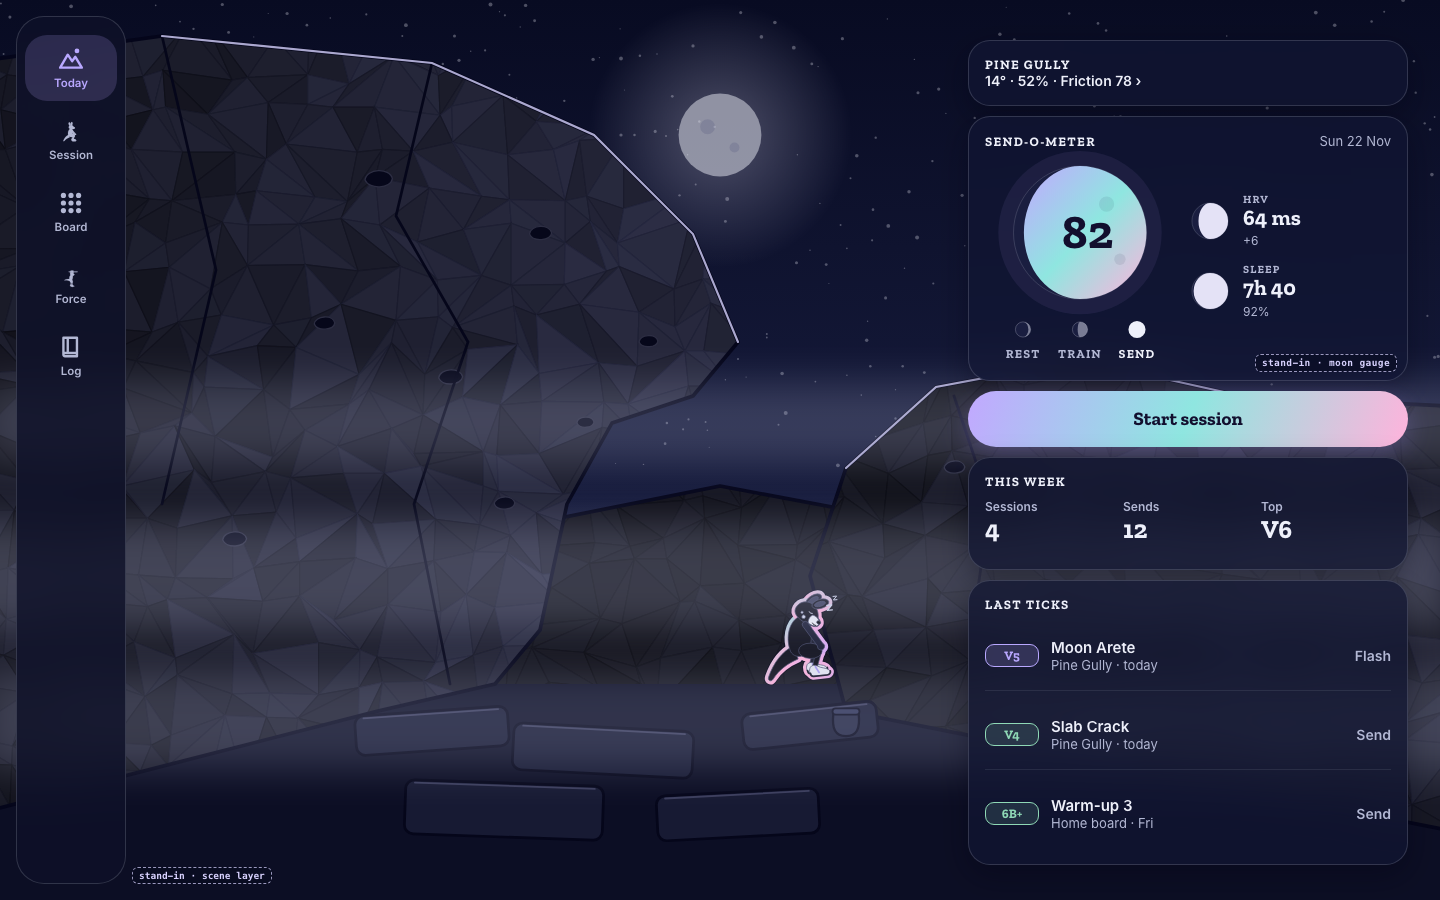 Today
Session
Board
Force
Log
PINE GULLY
14° · 52% · Friction 78 ›
SEND-O-METER
Sun 22 Nov
82
HRV
64 ms
+6
SLEEP
7h 40
92%
REST
TRAIN
SEND
stand-in · moon gauge
Start session
THIS WEEK
Sessions
4
Sends
12
Top
V6
LAST TICKS
V5
Moon Arete
Pine Gully · today
Flash
V4
Slab Crack
Pine Gully · today
Send
6B+
Warm-up 3
Home board · Fri
Send
z
z
stand-in · scene layer